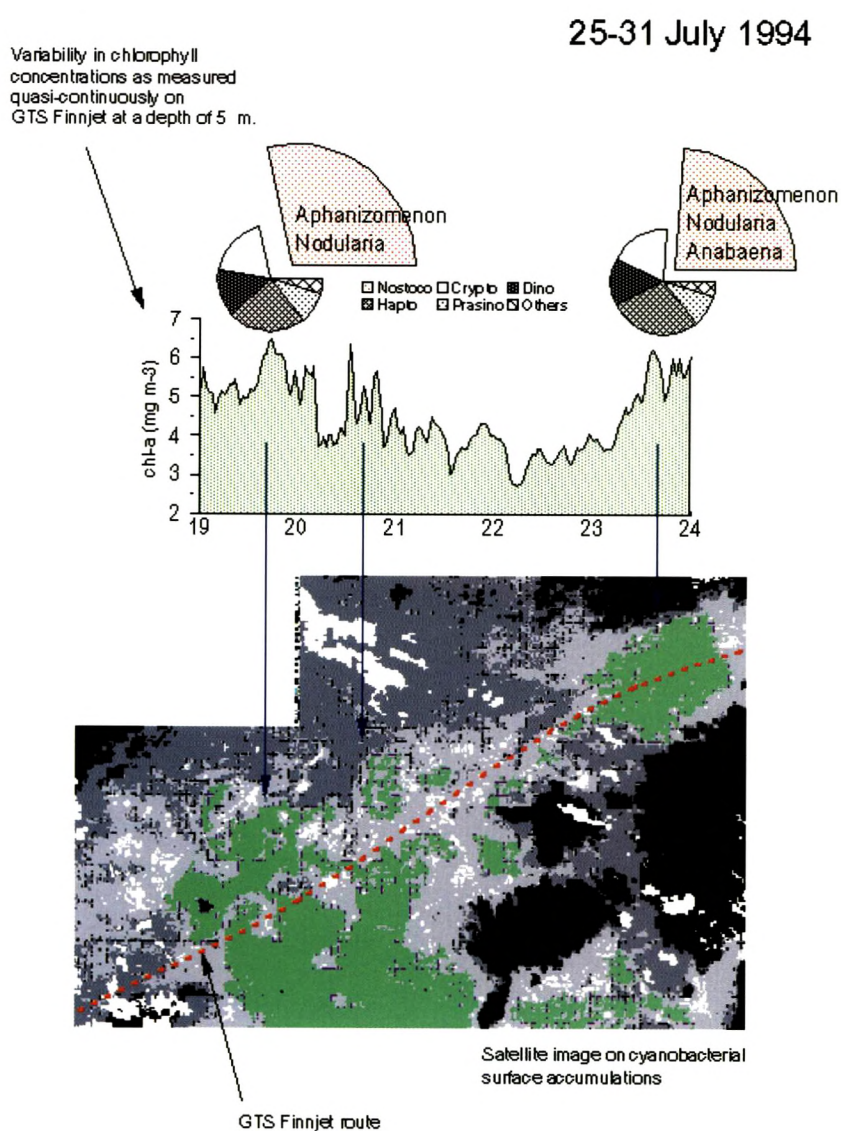 25-31 July 1994
Variability in chlorophyll
concentrations as measured
quasi-continuously on
GTS Finnjet at a depth of 5 m.
Aphanizomenon
Nodularia
Aphanizomenon
Nodularia
Anabaena
Nostoco Crypto Dino
Hapto Prasino Others
chl-a (mg m-3)
7
6
5
4
3
2
19 20 21 22 23 24
Satellite image on cyanobacterial
surface accumulations
GTS Finnjet route